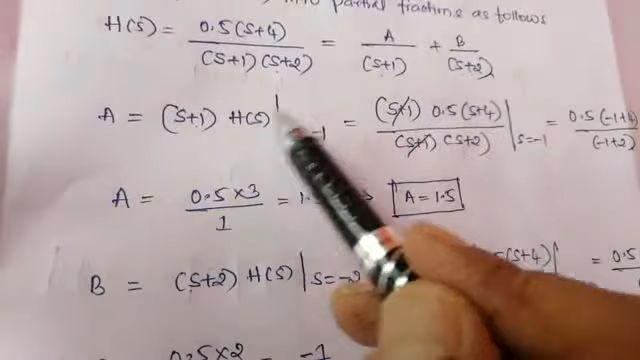 into partial fractions as follows
H(S) = 0.5(S+4) / (S+1)(S+2) = A / (S+1) + B / (S+2)
A = (S+1) H(S) | -1 = (S+1) 0.5(S+4) / (S+1)(S+2) | S=-1 = 0.5(-1+4) / (-1+2)
A = 0.5×3 / 1 = 1. A=1.5
B = (S+2) H(S) | S=-2 (S+4) | = 0.5
0.5×2 = -1